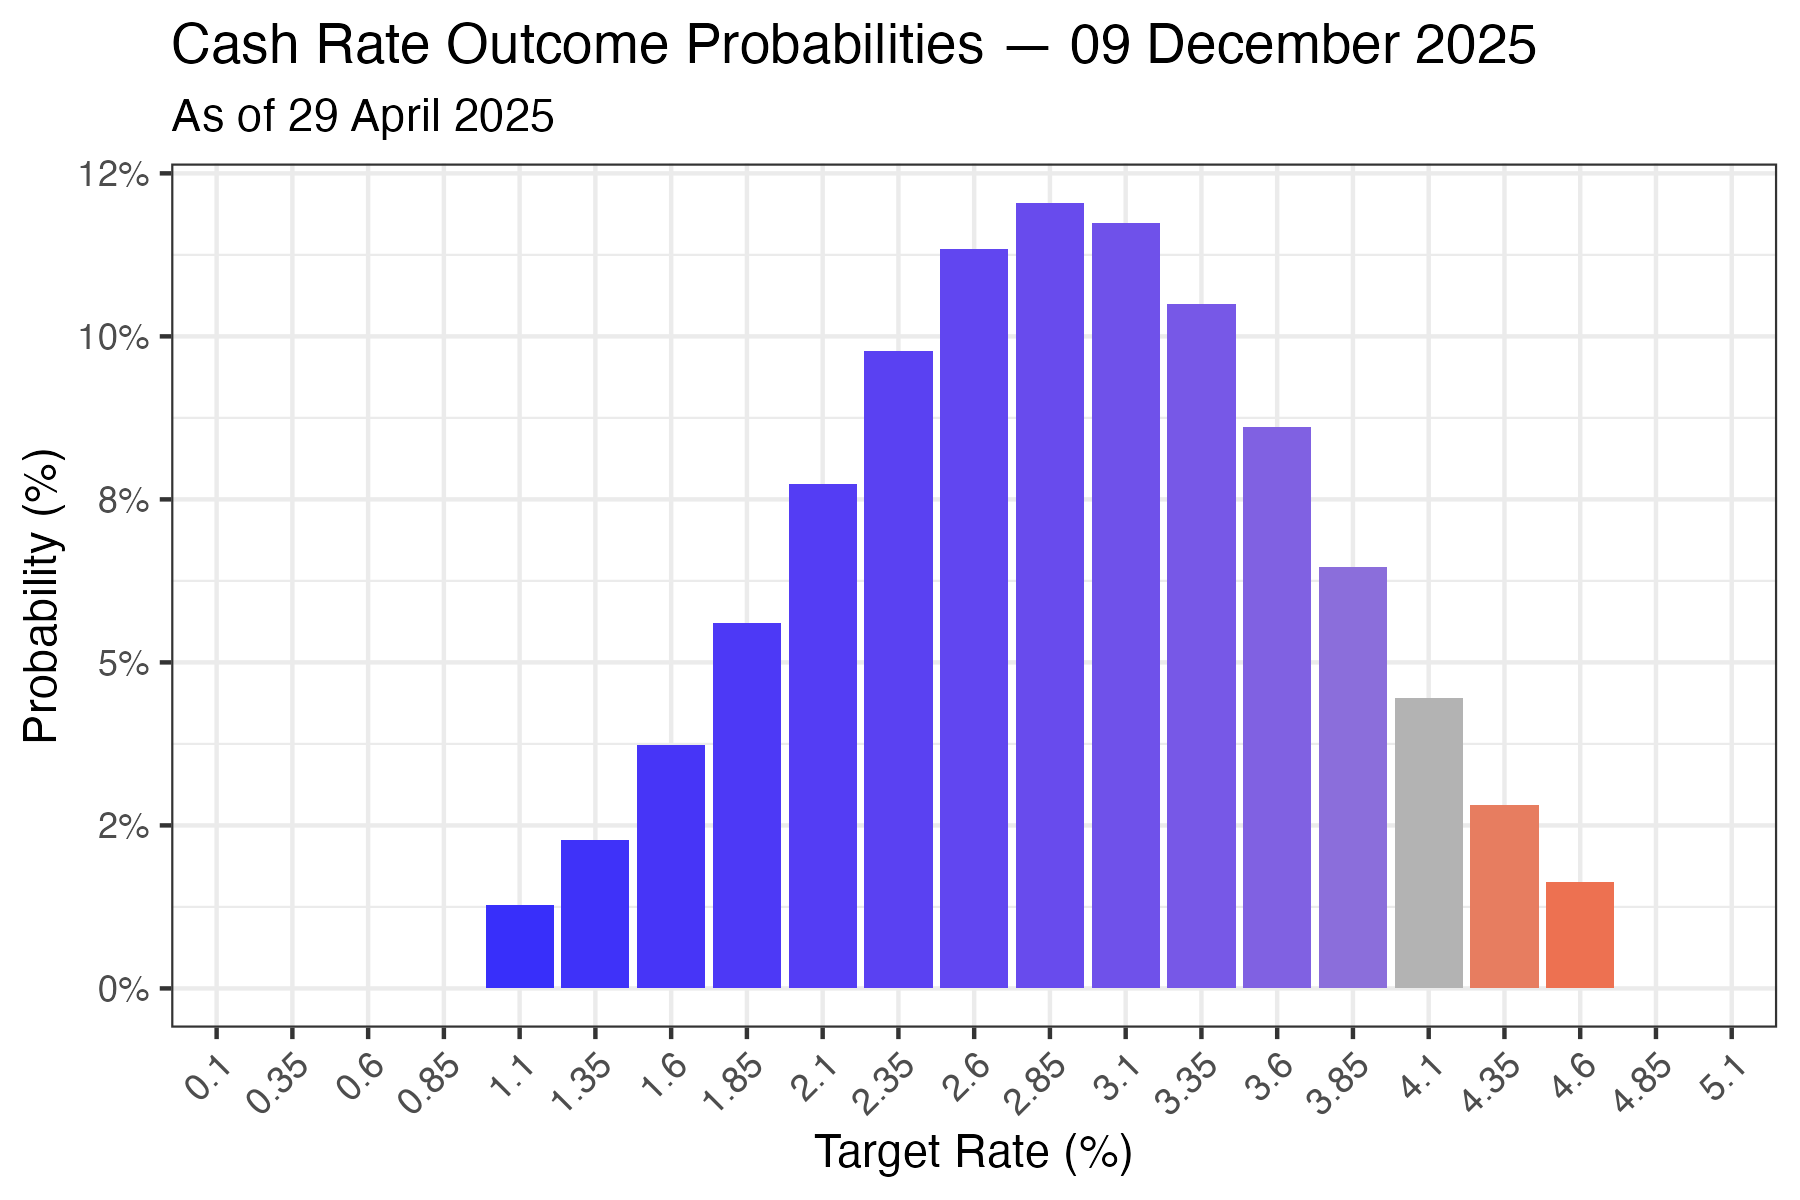 Cash Rate Outcome Probabilities — 09 December 2025
As of 29 April 2025
12%
10%
8%
5%
2%
0%
Probability (%)
0.1 0.35 0.6 0.85 1.1 1.35 1.6 1.85 2.1 2.35 2.6 2.85 3.1 3.35 3.6 3.85 4.1 4.35 4.6 4.85 5.1
Target Rate (%)